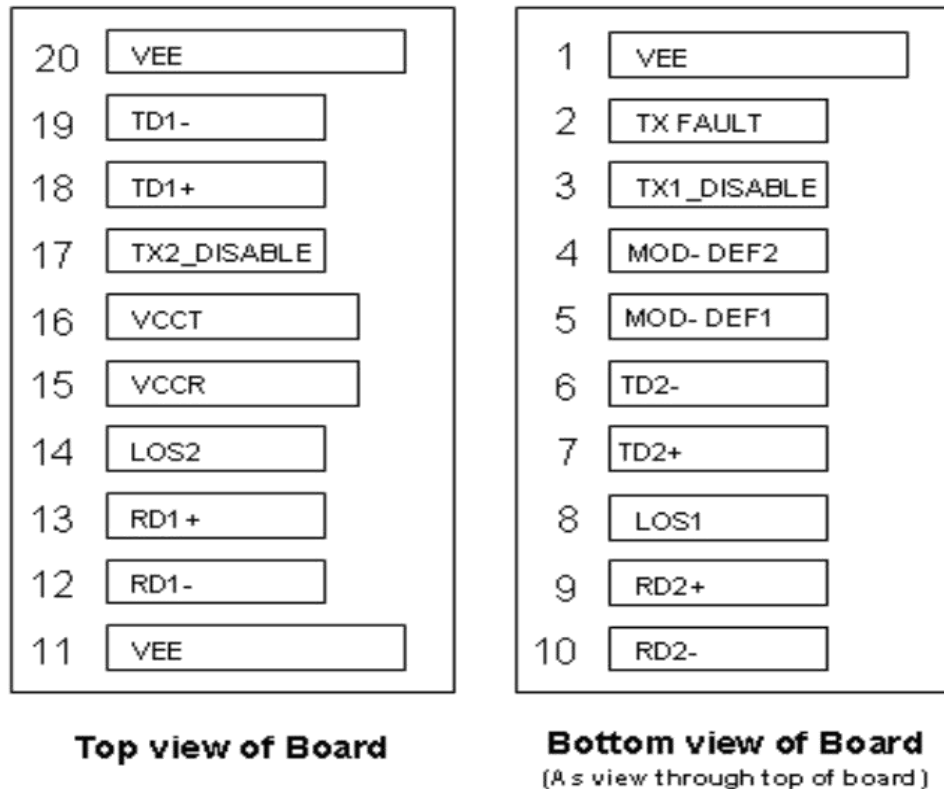 20 VEE
19 TD1-
18 TD1+
17 TX2_DISABLE
16 VCCT
15 VCCR
14 LOS2
13 RD1+
12 RD1-
11 VEE
Top view of Board
1 VEE
2 TX FAULT
3 TX1_DISABLE
4 MOD- DEF2
5 MOD- DEF1
6 TD2-
7 TD2+
8 LOS1
9 RD2+
10 RD2-
Bottom view of Board
(As view through top of board)